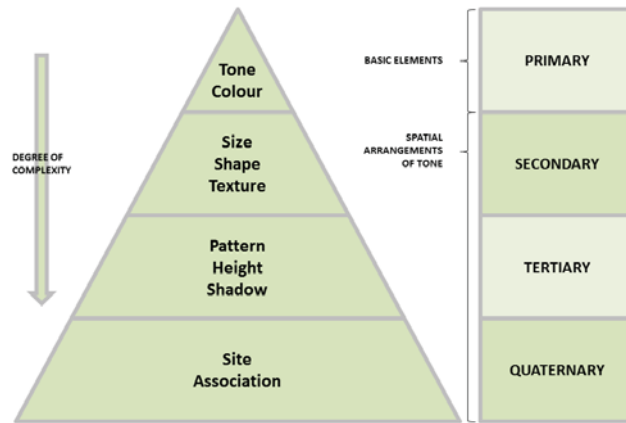 Tone
Colour
BASIC ELEMENTS
PRIMARY
DEGREE OF
COMPLEXITY
Size
Shape
Texture
SPATIAL
ARRANGEMENTS
OF TONE
SECONDARY
Pattern
Height
Shadow
TERTIARY
Site
Association
QUATERNARY